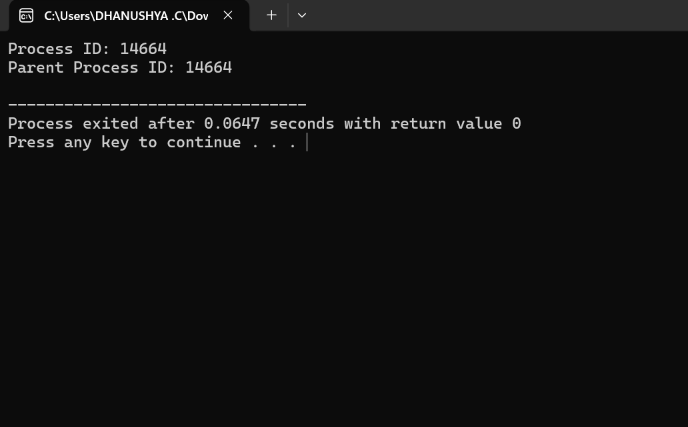 C:\Users\DHANUSHYA .C\Dov
Process ID: 14664
Parent Process ID: 14664
--------------------------------
Process exited after 0.0647 seconds with return value 0
Press any key to continue . . .